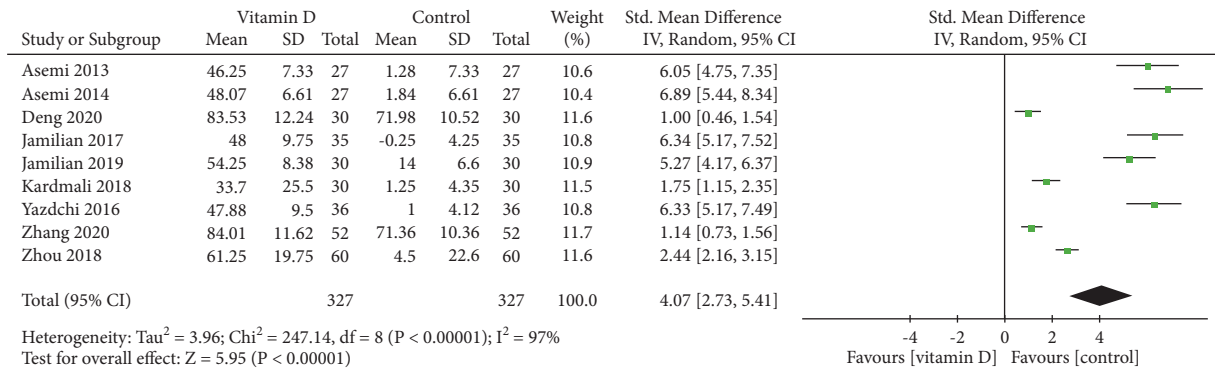 Vitamin D Control Weight Std. Mean Difference Std. Mean Difference
Study or Subgroup Mean SD Total Mean SD Total (%) IV, Random, 95% CI IV, Random, 95% CI
Asemi 2013 46.25 7.33 27 1.28 7.33 27 10.6 6.05 [4.75, 7.35]
Asemi 2014 48.07 6.61 27 1.84 6.61 27 10.4 6.89 [5.44, 8.34]
Deng 2020 83.53 12.24 30 71.98 10.52 30 11.6 1.00 [0.46, 1.54]
Jamilian 2017 48 9.75 35 -0.25 4.25 35 10.8 6.34 [5.17, 7.52]
Jamilian 2019 54.25 8.38 30 14 6.6 30 10.9 5.27 [4.17, 6.37]
Kardmali 2018 33.7 25.5 30 1.25 4.35 30 11.5 1.75 [1.15, 2.35]
Yazdchi 2016 47.88 9.5 36 1 4.12 36 10.8 6.33 [5.17, 7.49]
Zhang 2020 84.01 11.62 52 71.36 10.36 52 11.7 1.14 [0.73, 1.56]
Zhou 2018 61.25 19.75 60 4.5 22.6 60 11.6 2.44 [2.16, 3.15]
Total (95% CI) 327 327 100.0 4.07 [2.73, 5.41]
Heterogeneity: Tau² = 3.96; Chi² = 247.14, df = 8 (P < 0.00001); I² = 97%
Test for overall effect: Z = 5.95 (P < 0.00001)
-4 -2 0 2 4
Favours [vitamin D] Favours [control]